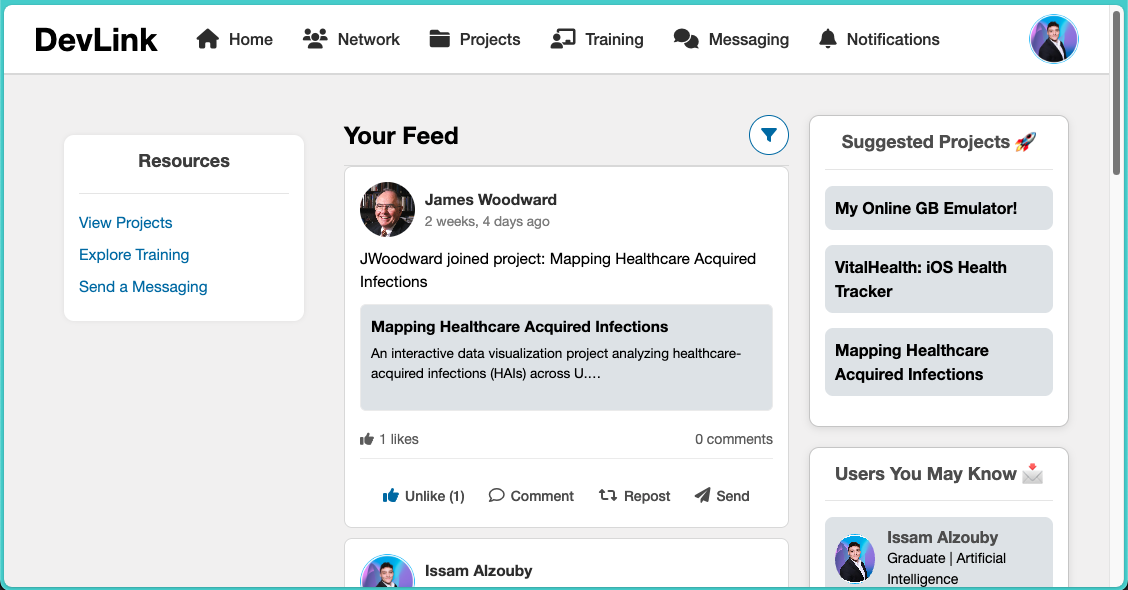 DevLink
Home
Network
Projects
Training
Messaging
Notifications
Resources
View Projects
Explore Training
Send a Messaging
Your Feed
James Woodward
2 weeks, 4 days ago
JWoodward joined project: Mapping Healthcare Acquired
Infections
Mapping Healthcare Acquired Infections
An interactive data visualization project analyzing healthcare-
acquired infections (HAIs) across U.…
1 likes
0 comments
Unlike (1)
Comment
Repost
Send
Issam Alzouby
Suggested Projects 🚀
My Online GB Emulator!
VitalHealth: iOS Health
Tracker
Mapping Healthcare
Acquired Infections
Users You May Know 📩
Issam Alzouby
Graduate | Artificial
Intelligence